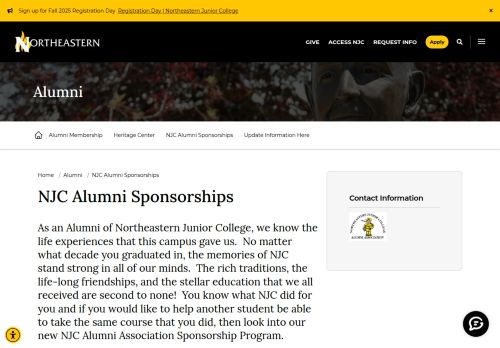 Sign up for Fall 2025 Registration Day  Registration Day | Northeastern Junior College
×
NORTHEASTERN
GIVE  ACCESS NJC  REQUEST INFO  Apply
Alumni
Alumni Membership  Heritage Center  NJC Alumni Sponsorships  Update Information Here
Home / Alumni / NJC Alumni Sponsorships
NJC Alumni Sponsorships
As an Alumni of Northeastern Junior College, we know the
life experiences that this campus gave us.  No matter
what decade you graduated in, the memories of NJC
stand strong in all of our minds.  The rich traditions, the
life-long friendships, and the stellar education that we all
received are second to none!  You know what NJC did for
you and if you would like to help another student be able
to take the same course that you did, then look into our
new NJC Alumni Association Sponsorship Program.
Contact Information
NORTHEASTERN JUNIOR COLLEGE
ALUMNI ASSOCIATION